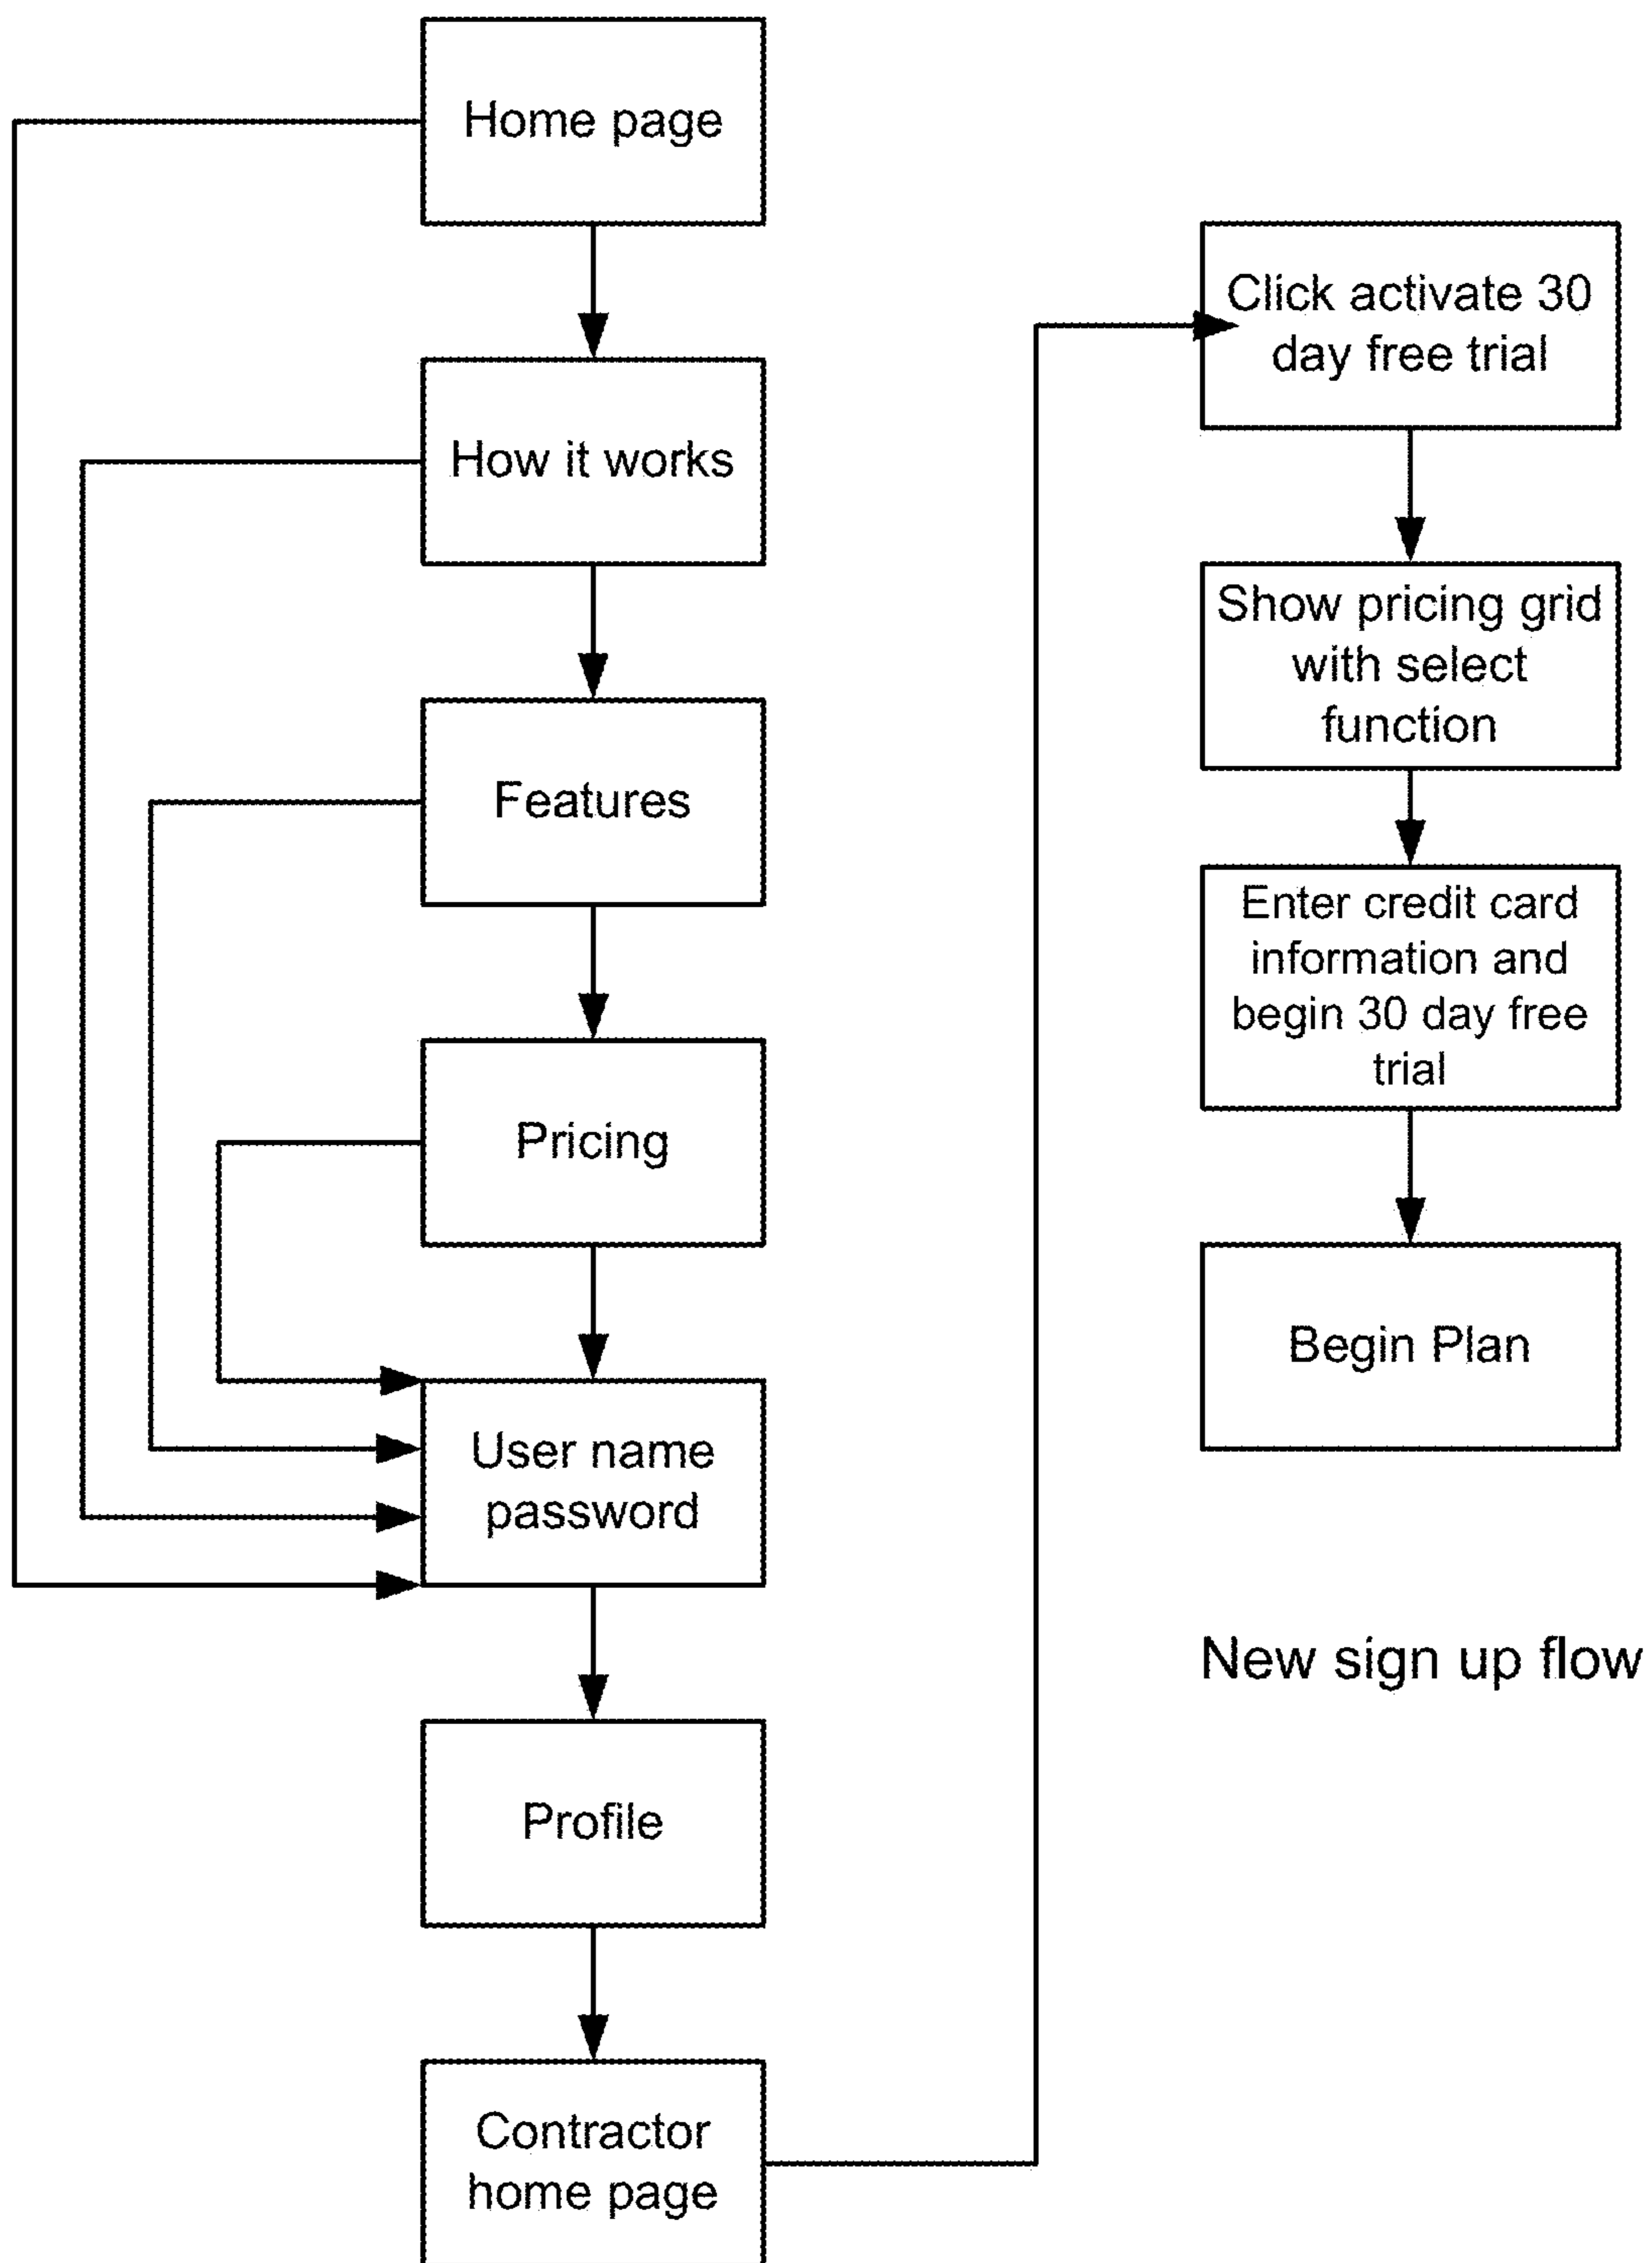 Home page
How it works
Features
Pricing
User name
password
Profile
Contractor
home page
Click activate 30
day free trial
Show pricing grid
with select
function
Enter credit card
information and
begin 30 day free
trial
Begin Plan
New sign up flow